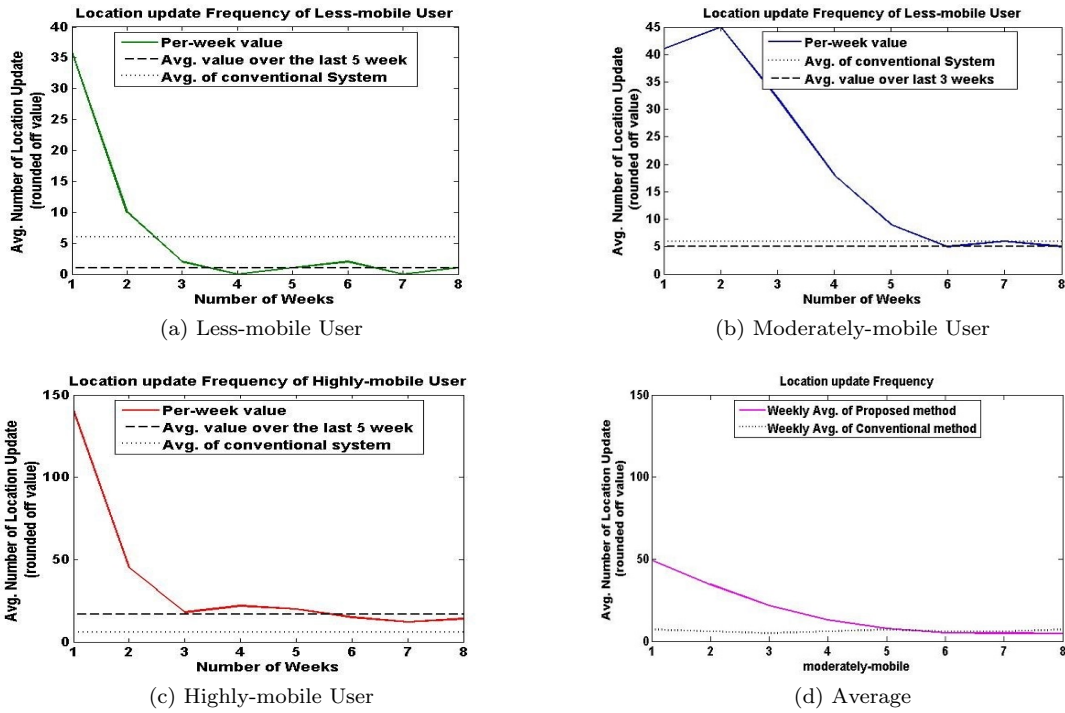 Location update Frequency of Less-mobile User
Avg. Number of Location Update
(rounded off value)
40
35
30
25
20
15
10
5
0
Per-week value
Avg. value over the last 5 week
Avg. of conventional System
1 2 3 4 5 6 7 8
Number of Weeks
(a) Less-mobile User
Location update Frequency of Less-mobile User
Avg. Number of Location Update
(rounded off value)
45
40
35
30
25
20
15
10
5
0
Per-week value
Avg. of conventional System
Avg. value over last 3 weeks
1 2 3 4 5 6 7 8
Number of Weeks
(b) Moderately-mobile User
Location update Frequency of Highly-mobile User
Avg. Number of Location Update
(rounded off value)
150
100
50
0
Per-week value
Avg. value over the last 5 week
Avg. of conventional system
1 2 3 4 5 6 7 8
Number of Weeks
(c) Highly-mobile User
Location update Frequency
Avg. Number of Location Update
(rounded off value)
150
100
50
0
Weekly Avg. of Proposed method
Weekly Avg. of Conventional method
1 2 3 4 5 6 7 8
moderately-mobile
(d) Average